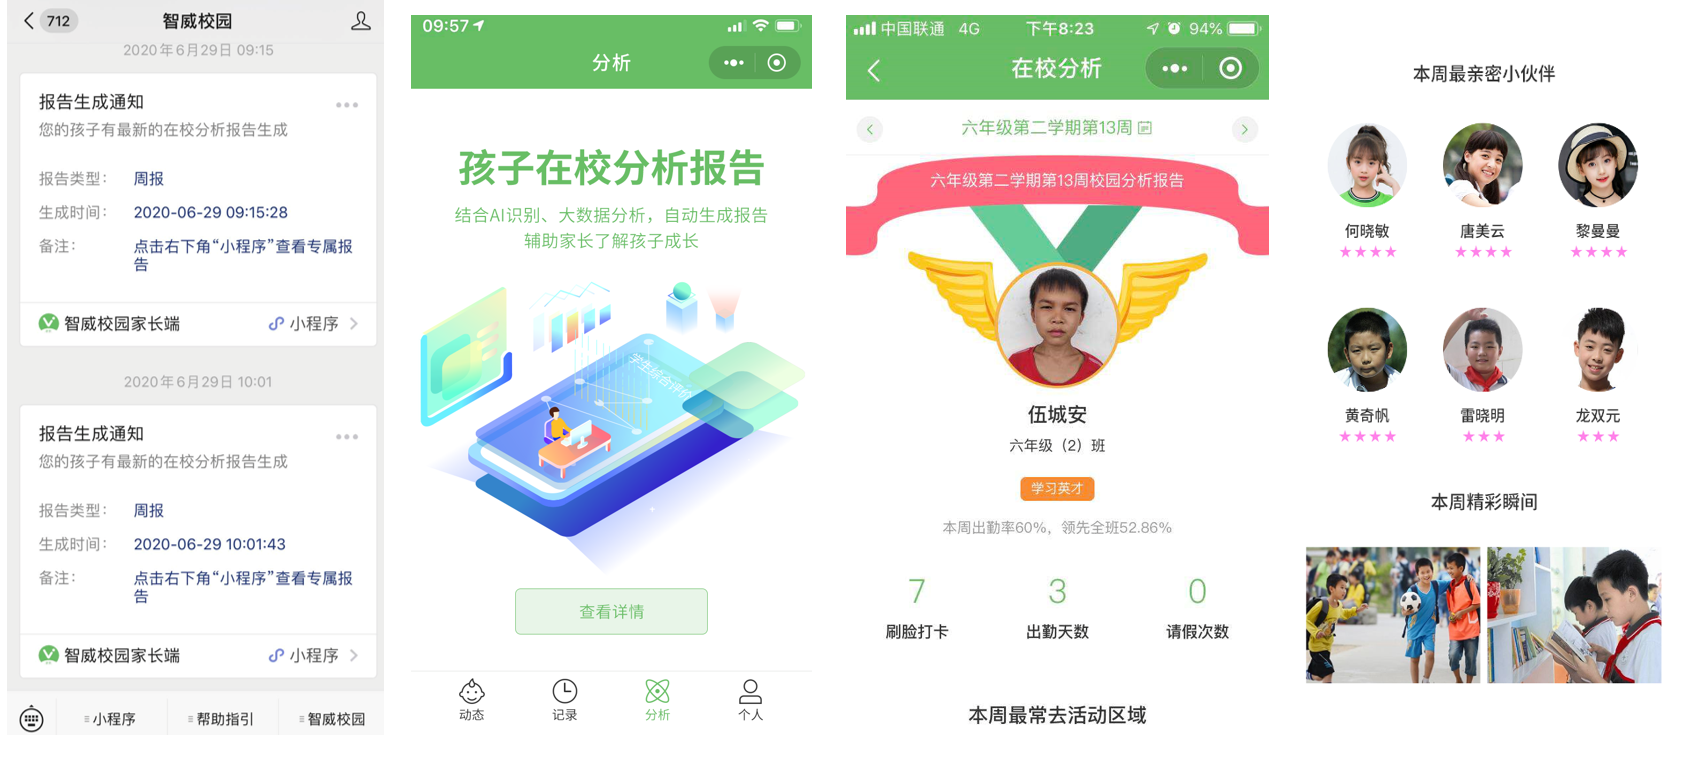 712
智威校园
2020年6月29日 09:15
报告生成通知
您的孩子有最新的在校分析报告生成
报告类型：
周报
生成时间：
2020-06-29 09:15:28
备注：
点击右下角“小程序”查看专属报
告
智威校园家长端
小程序
2020年6月29日 10:01
报告生成通知
您的孩子有最新的在校分析报告生成
报告类型：
周报
生成时间：
2020-06-29 10:01:43
备注：
点击右下角“小程序”查看专属报
告
智威校园家长端
小程序
小程序
帮助指引
智威校园
09:57
分析
孩子在校分析报告
结合AI识别、大数据分析，自动生成报告
辅助家长了解孩子成长
学生综合评价
查看详情
动态
记录
分析
个人
中国联通
4G
下午8:23
94%
在校分析
六年级第二学期第13周
六年级第二学期第13周校园分析报告
伍城安
六年级（2）班
学习英才
本周出勤率60%，领先全班52.86%
7
3
0
刷脸打卡
出勤天数
请假次数
本周最常去活动区域
本周最亲密小伙伴
何晓敏
唐美云
黎曼曼
黄奇帆
雷晓明
龙双元
本周精彩瞬间